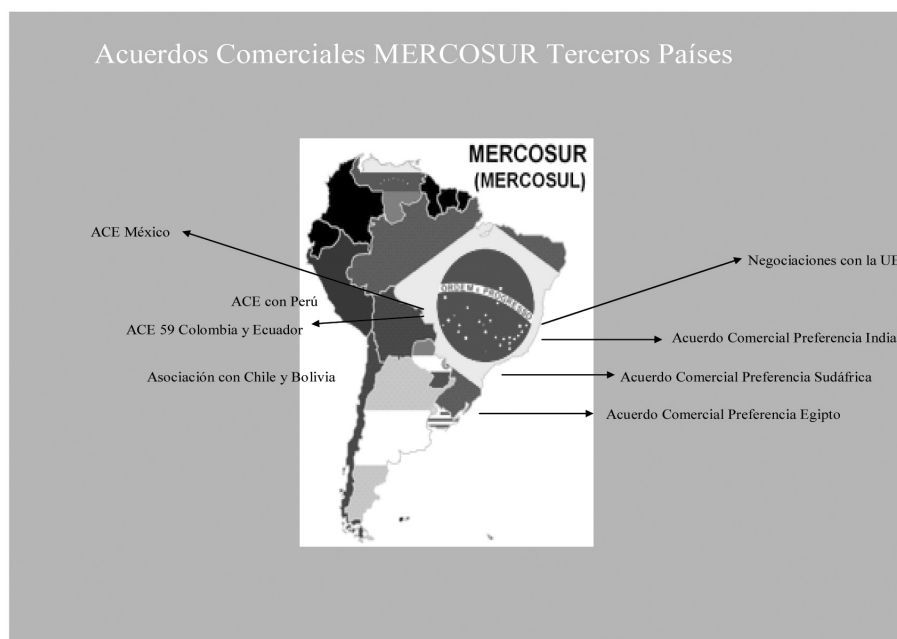 Acuerdos Comerciales MERCOSUR Terceros Países
MERCOSUR
(MERCOSUL)
ACE México
Negociaciones con la UE
ACE con Perú
ORDEM E PROGRESSO
ACE 59 Colombia y Ecuador
Acuerdo Comercial Preferencia India
Asociación con Chile y Bolivia
Acuerdo Comercial Preferencia Sudáfrica
Acuerdo Comercial Preferencia Egipto